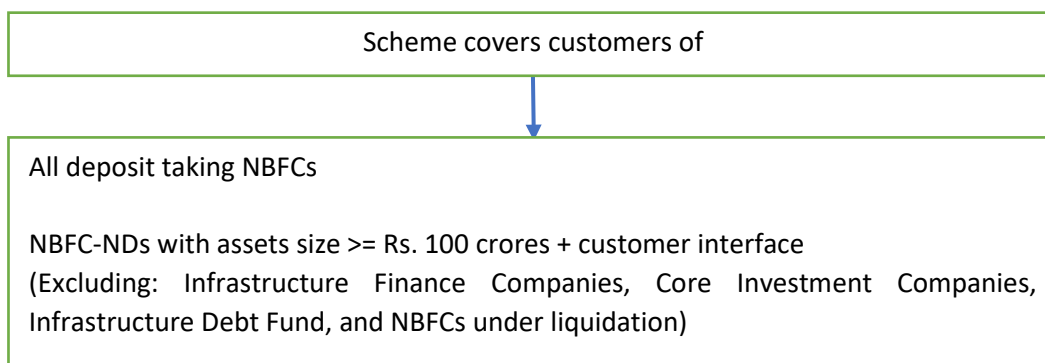 Scheme covers customers of
All deposit taking NBFCs
NBFC-NDs with assets size >= Rs. 100 crores + customer interface
(Excluding: Infrastructure Finance Companies, Core Investment Companies,
Infrastructure Debt Fund, and NBFCs under liquidation)